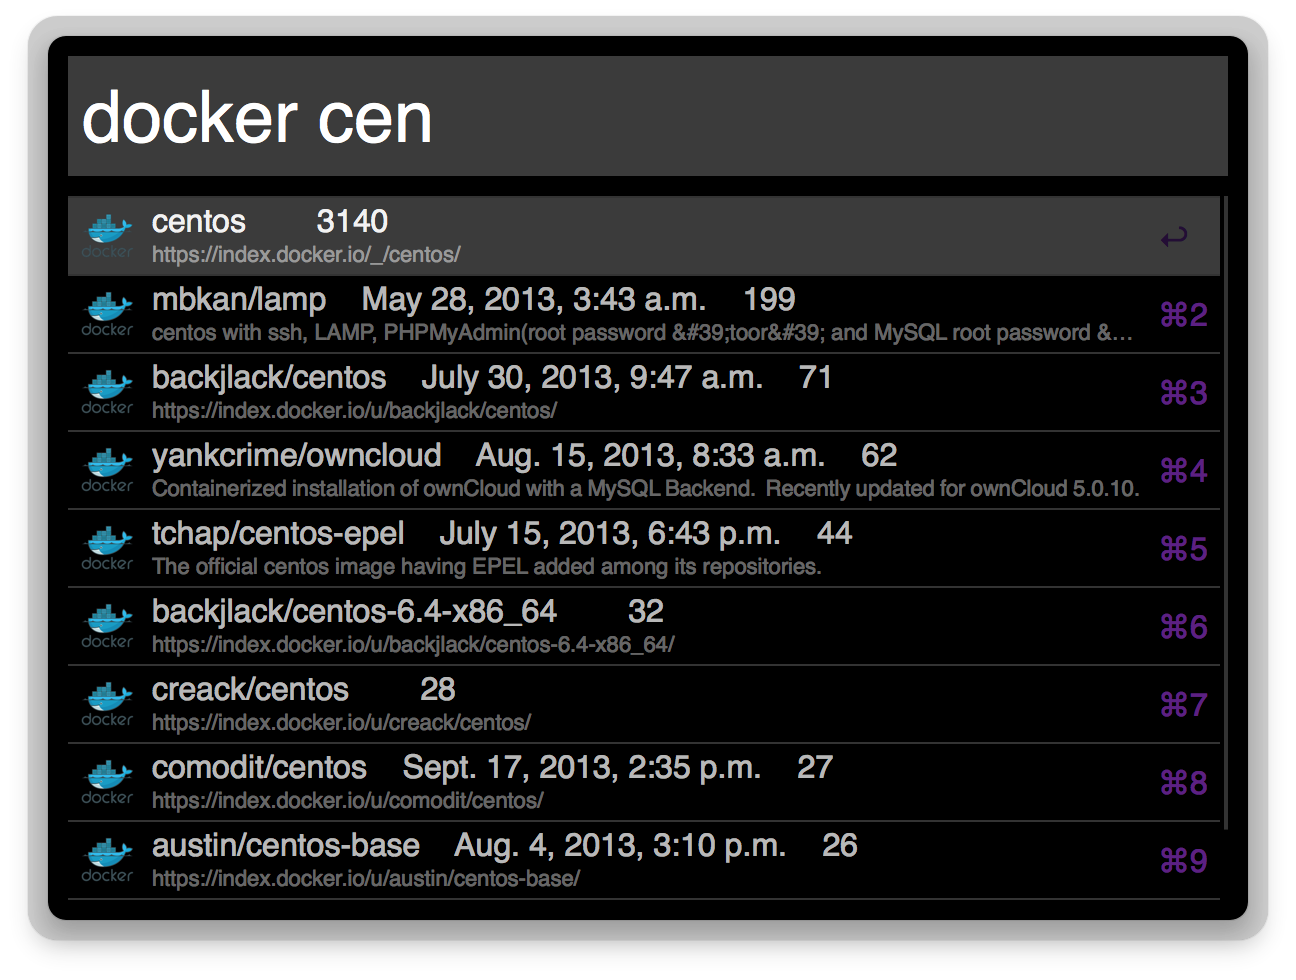 docker cen
centos 3140
https://index.docker.io/_/centos/
docker
mbkan/lamp May 28, 2013, 3:43 a.m. 199
centos with ssh, LAMP, PHPMyAdmin(root password &#39;toor&#39; and MySQL root password &...
docker
⌘2
backjlack/centos July 30, 2013, 9:47 a.m. 71
https://index.docker.io/u/backjlack/centos/
docker
⌘3
yankcrime/owncloud Aug. 15, 2013, 8:33 a.m. 62
Containerized installation of ownCloud with a MySQL Backend. Recently updated for ownCloud 5.0.10.
docker
⌘4
tchap/centos-epel July 15, 2013, 6:43 p.m. 44
The official centos image having EPEL added among its repositories.
docker
⌘5
backjlack/centos-6.4-x86_64 32
https://index.docker.io/u/backjlack/centos-6.4-x86_64/
docker
⌘6
creack/centos 28
https://index.docker.io/u/creack/centos/
docker
⌘7
comodit/centos Sept. 17, 2013, 2:35 p.m. 27
https://index.docker.io/u/comodit/centos/
docker
⌘8
austin/centos-base Aug. 4, 2013, 3:10 p.m. 26
https://index.docker.io/u/austin/centos-base/
docker
⌘9